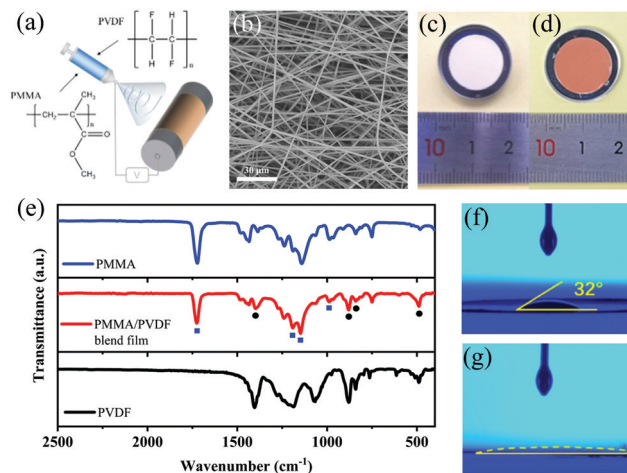 (a)
PVDF
F
H
C
C
H
F
n
PMMA
CH₃
CH₂
C
n
C
O
O
CH₃
V
(b)
30 μm
(c)
mm
10 1 2
(d)
10 1 2
(e)
Transmittance (a.u.)
PMMA
PMMA/PVDF
blend film
PVDF
2500 2000 1500 1000 500
Wavenumber (cm⁻¹)
(f)
32°
(g)